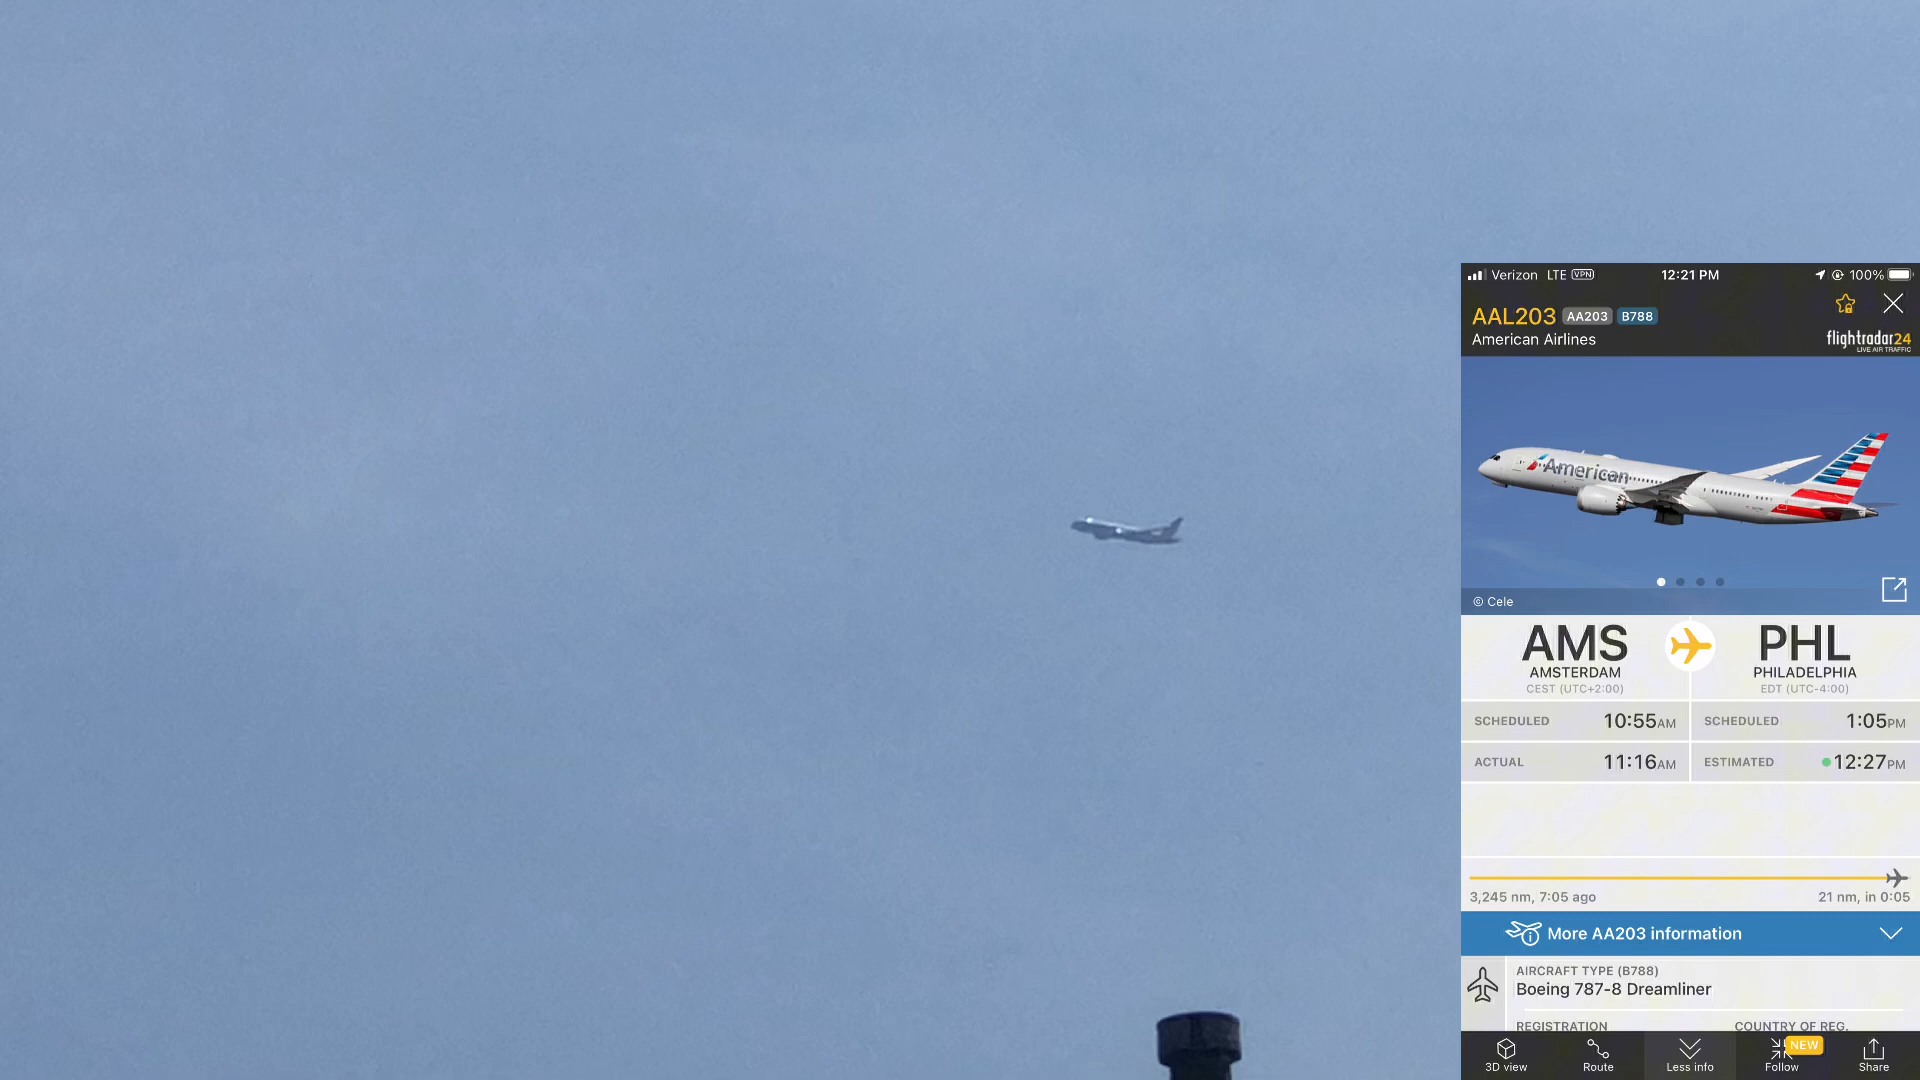 Verizon LTE VPN 12:21 PM 100%
AAL203 AA203 B788
American Airlines
flightradar24
LIVE AIR TRAFFIC
American
© Cele
AMS PHL
AMSTERDAM PHILADELPHIA
CEST (UTC+2:00) EDT (UTC-4:00)
SCHEDULED 10:55AM SCHEDULED 1:05PM
ACTUAL 11:16AM ESTIMATED 12:27PM
3,245 nm, 7:05 ago 21 nm, in 0:05
More AA203 information
AIRCRAFT TYPE (B788)
Boeing 787-8 Dreamliner
REGISTRATION COUNTRY OF REG.
NEW
3D view Route Less info Follow Share